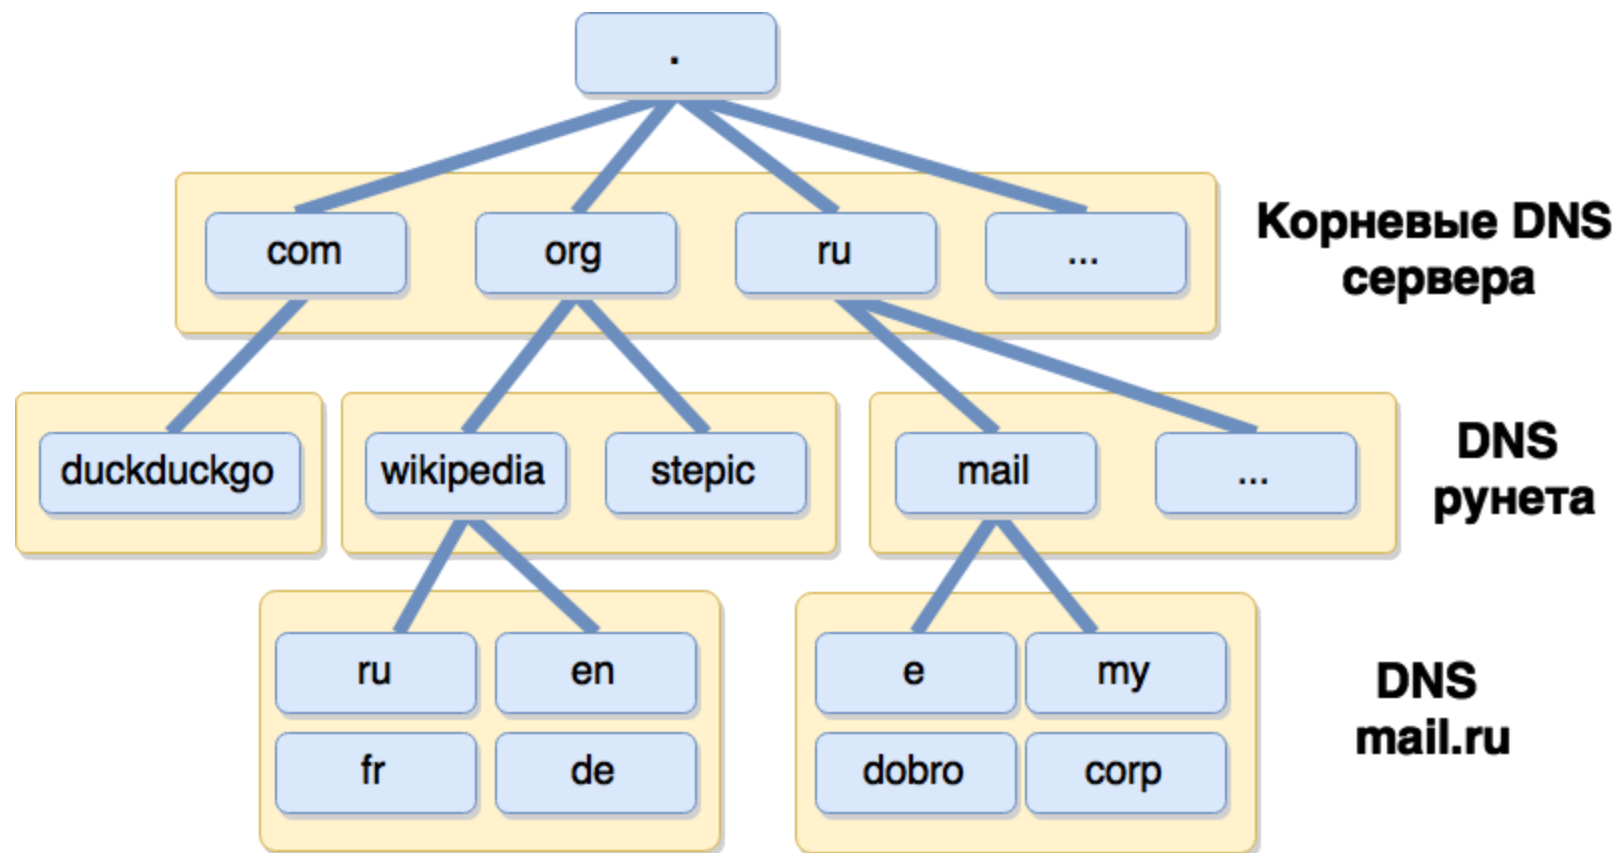 .
com
org
ru
...
Корневые DNS
сервера
duckduckgo
wikipedia
stepic
mail
...
DNS
рунета
ru
en
e
my
fr
de
dobro
corp
DNS
mail.ru